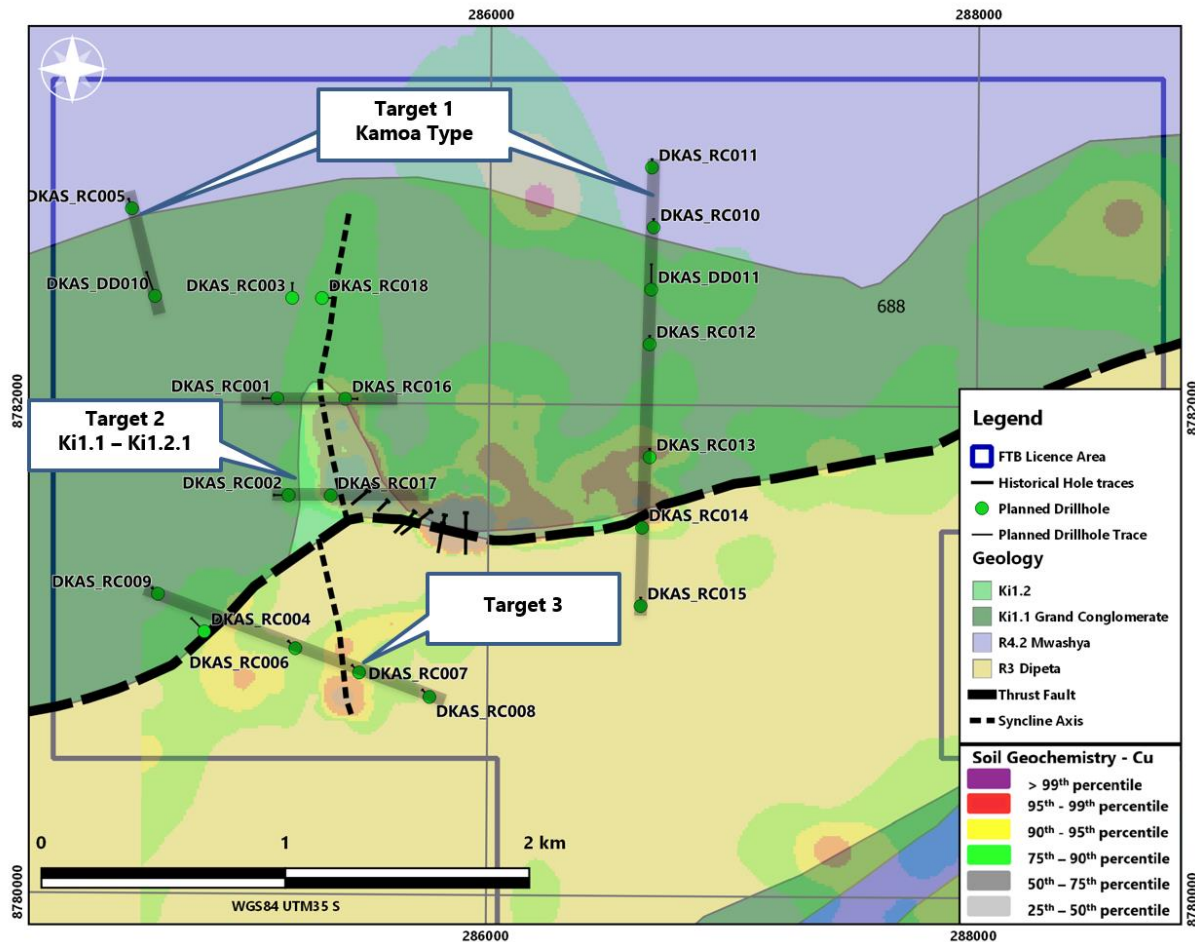 286000
288000
Target 1
Kamoa Type
DKAS_RC011
DKAS_RC005
DKAS_RC010
DKAS_DD010
DKAS_RC003
DKAS_RC018
DKAS_DD011
688
DKAS_RC012
DKAS_RC001
DKAS_RC016
8782000
8782000
Target 2
Ki1.1 – Ki1.2.1
DKAS_RC013
DKAS_RC002
DKAS_RC017
DKAS_RC014
DKAS_RC009
Target 3
DKAS_RC015
DKAS_RC004
DKAS_RC006
DKAS_RC007
DKAS_RC008
Legend
FTB Licence Area
Historical Hole traces
Planned Drillhole
Planned Drillhole Trace
Geology
Ki1.2
Ki1.1 Grand Conglomerate
R4.2 Mwashya
R3 Dipeta
Thrust Fault
Syncline Axis
Soil Geochemistry - Cu
> 99th percentile
95th - 99th percentile
90th - 95th percentile
75th – 90th percentile
50th – 75th percentile
25th – 50th percentile
0 1 2 km
WGS84 UTM35 S
8780000
8780000
286000
288000